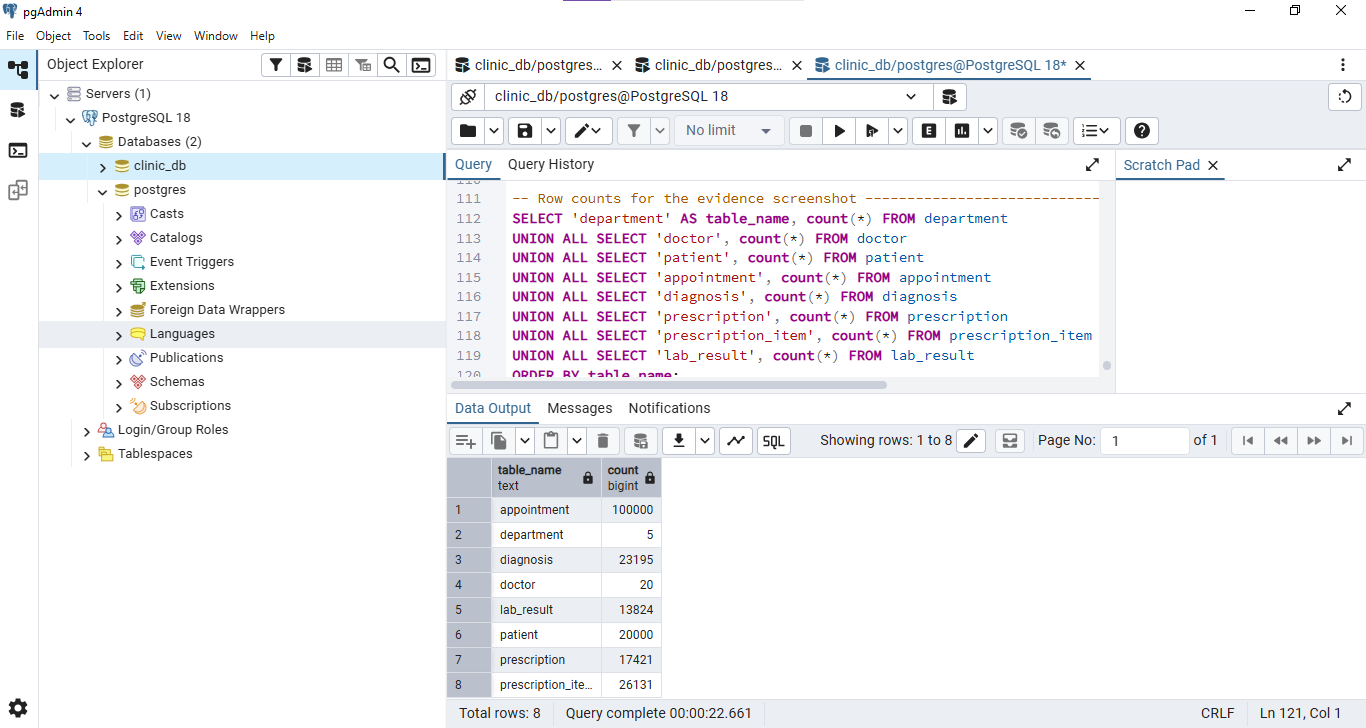 pgAdmin 4
File Object Tools Edit View Window Help
Object Explorer
Servers (1)
PostgreSQL 18
Databases (2)
clinic_db
postgres
Casts
Catalogs
Event Triggers
Extensions
Foreign Data Wrappers
Languages
Publications
Schemas
Subscriptions
Login/Group Roles
Tablespaces
clinic_db/postgres... clinic_db/postgres... clinic_db/postgres@PostgreSQL 18*
clinic_db/postgres@PostgreSQL 18
No limit E
Query Query History
Scratch Pad
110
111 -- Row counts for the evidence screenshot ----------------------------
112 SELECT 'department' AS table_name, count(*) FROM department
113 UNION ALL SELECT 'doctor', count(*) FROM doctor
114 UNION ALL SELECT 'patient', count(*) FROM patient
115 UNION ALL SELECT 'appointment', count(*) FROM appointment
116 UNION ALL SELECT 'diagnosis', count(*) FROM diagnosis
117 UNION ALL SELECT 'prescription', count(*) FROM prescription
118 UNION ALL SELECT 'prescription_item', count(*) FROM prescription_item
119 UNION ALL SELECT 'lab_result', count(*) FROM lab_result
120 ORDER BY table_name;
Data Output Messages Notifications
SQL Showing rows: 1 to 8 Page No: 1 of 1
table_name count
text bigint
1 appointment 100000
2 department 5
3 diagnosis 23195
4 doctor 20
5 lab_result 13824
6 patient 20000
7 prescription 17421
8 prescription_ite... 26131
Total rows: 8 Query complete 00:00:22.661 CRLF Ln 121, Col 1